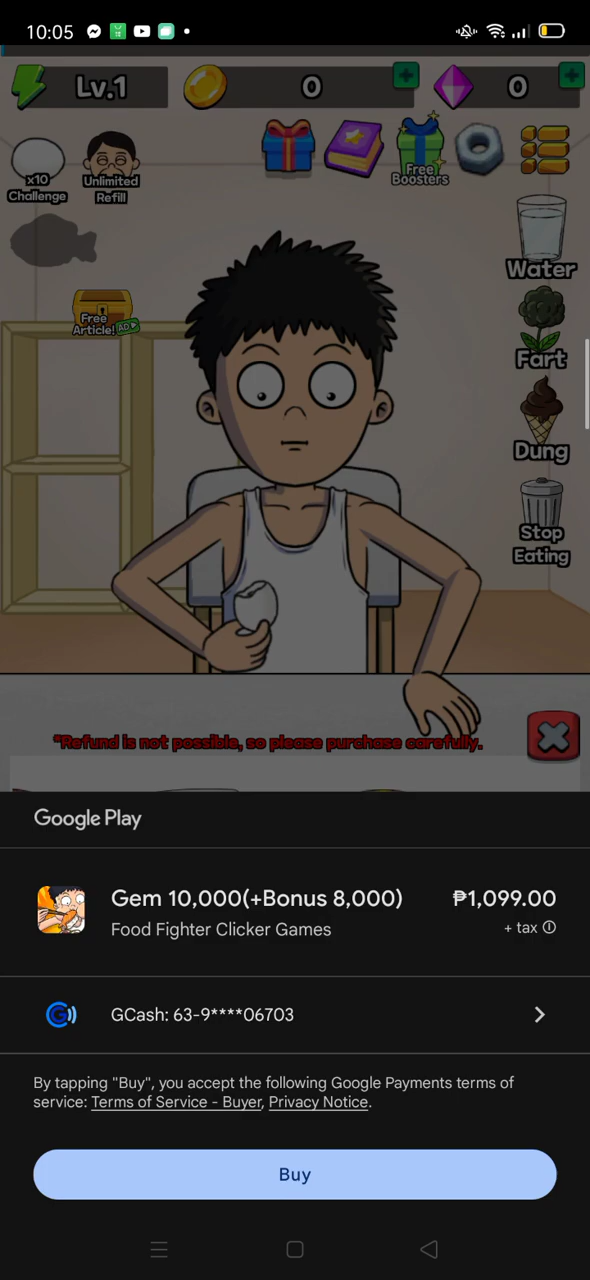 10:05
Lv.1
0
0
x10
Challenge
Unlimited
Refill
Free
Boosters
Water
Free
Article!
AD
Fart
Dung
Stop
Eating
*Refund is not possible, so please purchase carefully.
Google Play
Gem 10,000(+Bonus 8,000)
₱1,099.00
Food Fighter Clicker Games
+ tax
GCash: 63-9****06703
By tapping "Buy", you accept the following Google Payments terms of
service: Terms of Service - Buyer, Privacy Notice.
Buy